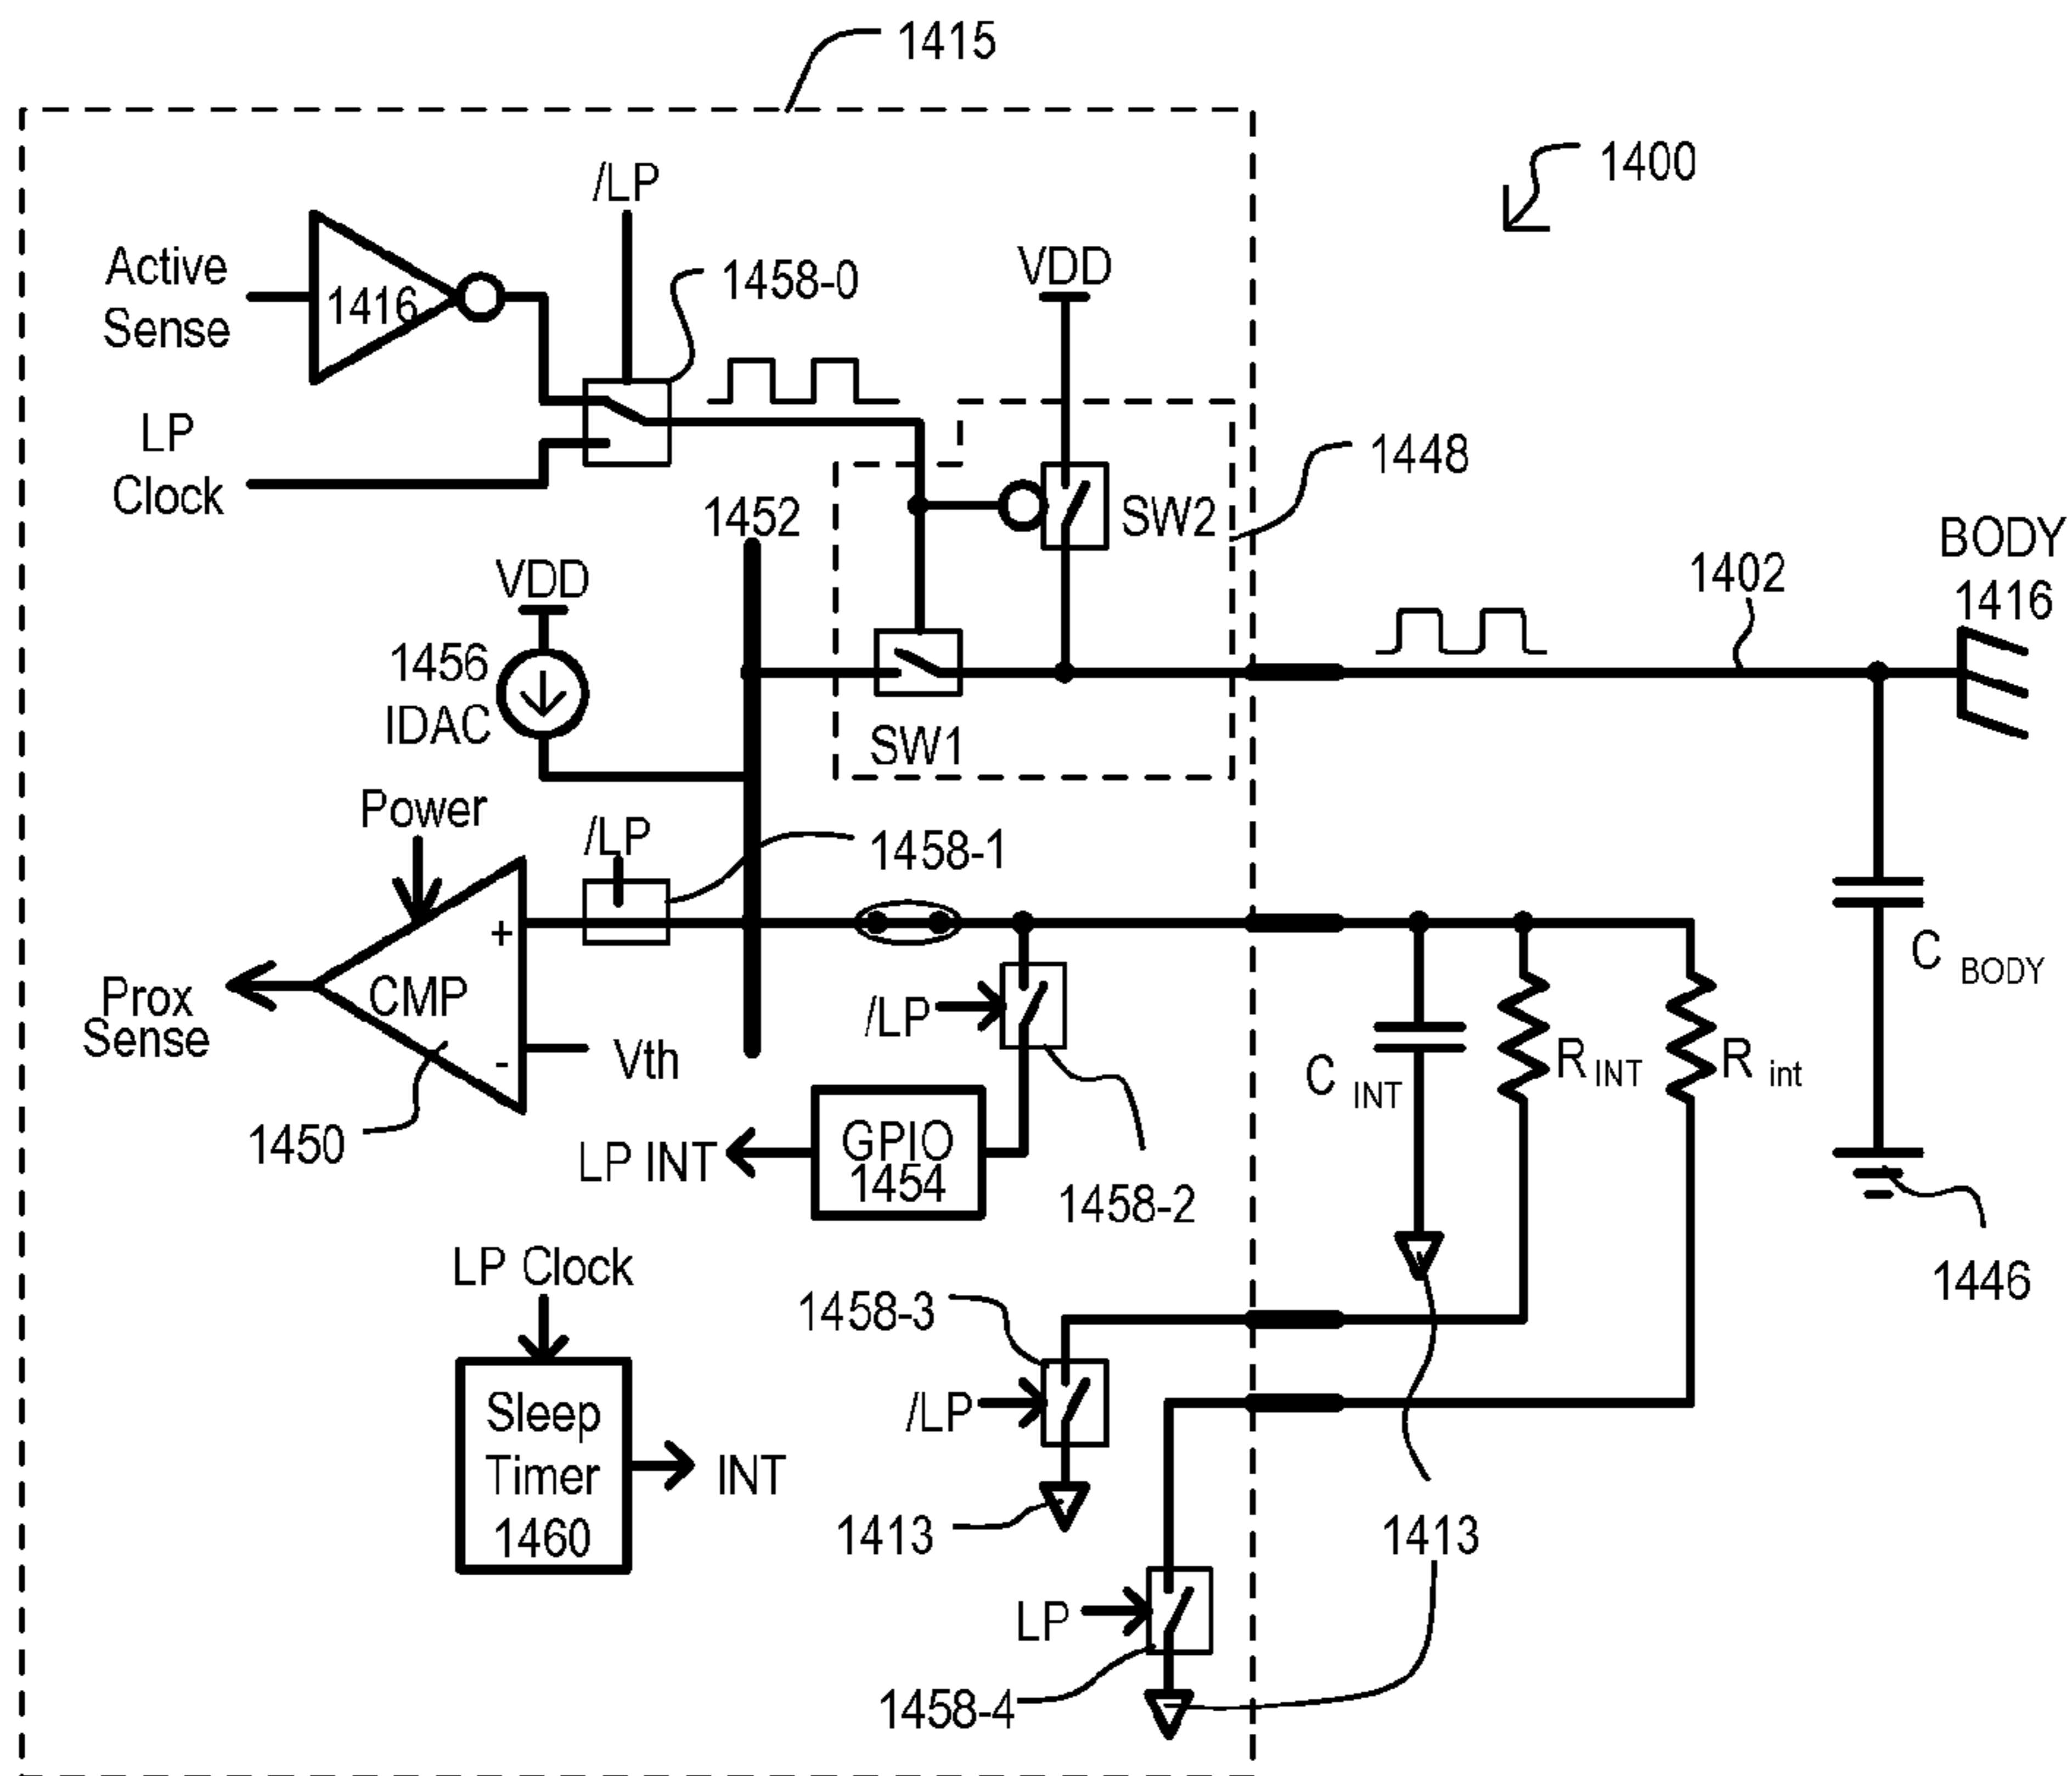 1415
1400
/LP
Active
Sense
1416
1458-0
VDD
LP
Clock
1448
SW2
1452
BODY
1416
1402
VDD
1456
IDAC
SW1
Power
/LP
1458-1
+
CMP
-
Prox
Sense
Vth
1450
/LP
C INT
R INT
R int
C BODY
LP INT
GPIO
1454
1458-2
1446
LP Clock
1458-3
Sleep
Timer
1460
INT
/LP
1413
1413
LP
1458-4